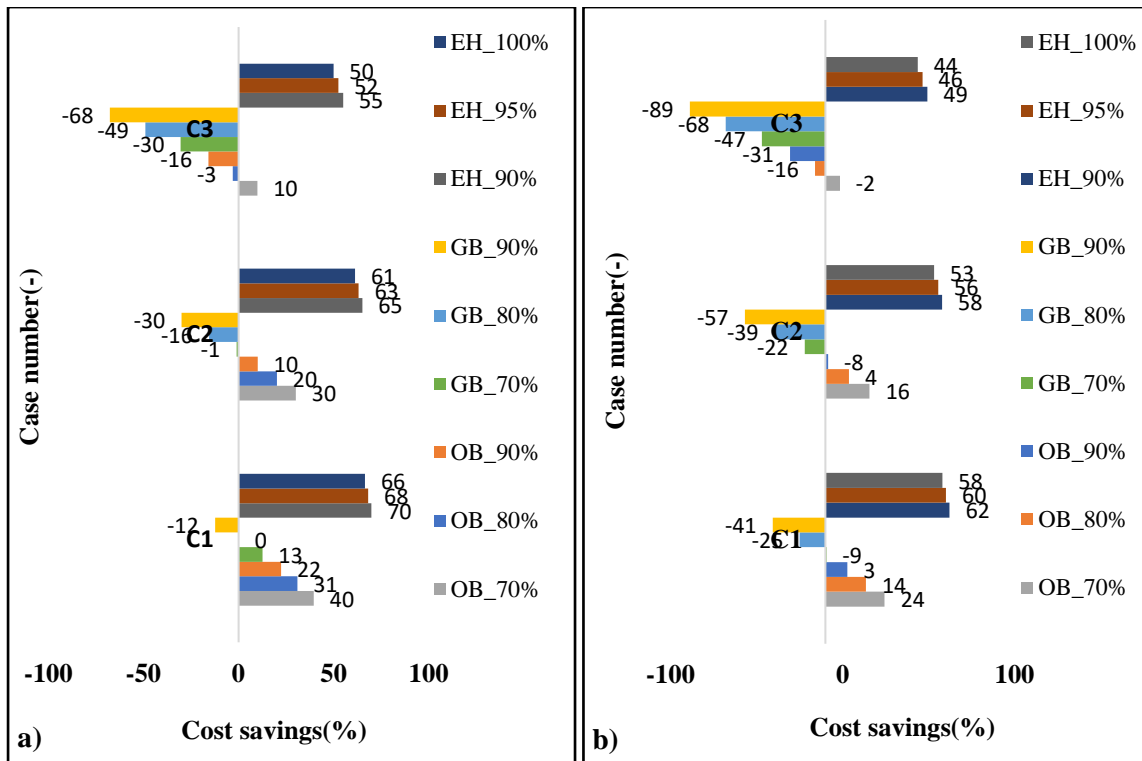 EH_100%
EH_95%
EH_90%
GB_90%
GB_80%
GB_70%
OB_90%
OB_80%
OB_70%
50
52
55
-68
-49
C3
-30
-16
-3
10
61
63
65
-30
-16
C2
-1
10
20
30
66
68
70
-12
C1
0
13
22
31
40
Case number(-)
-100 -50 0 50 100
Cost savings(%)
a)
EH_100%
EH_95%
EH_90%
GB_90%
GB_80%
GB_70%
OB_90%
OB_80%
OB_70%
44
46
49
-89
-68
C3
-47
-31
-16
-2
53
56
58
-57
-39
C2
-22
-8
4
16
58
60
62
-41
C1
-9
3
14
24
Case number(-)
-100 0 100
Cost savings(%)
b)